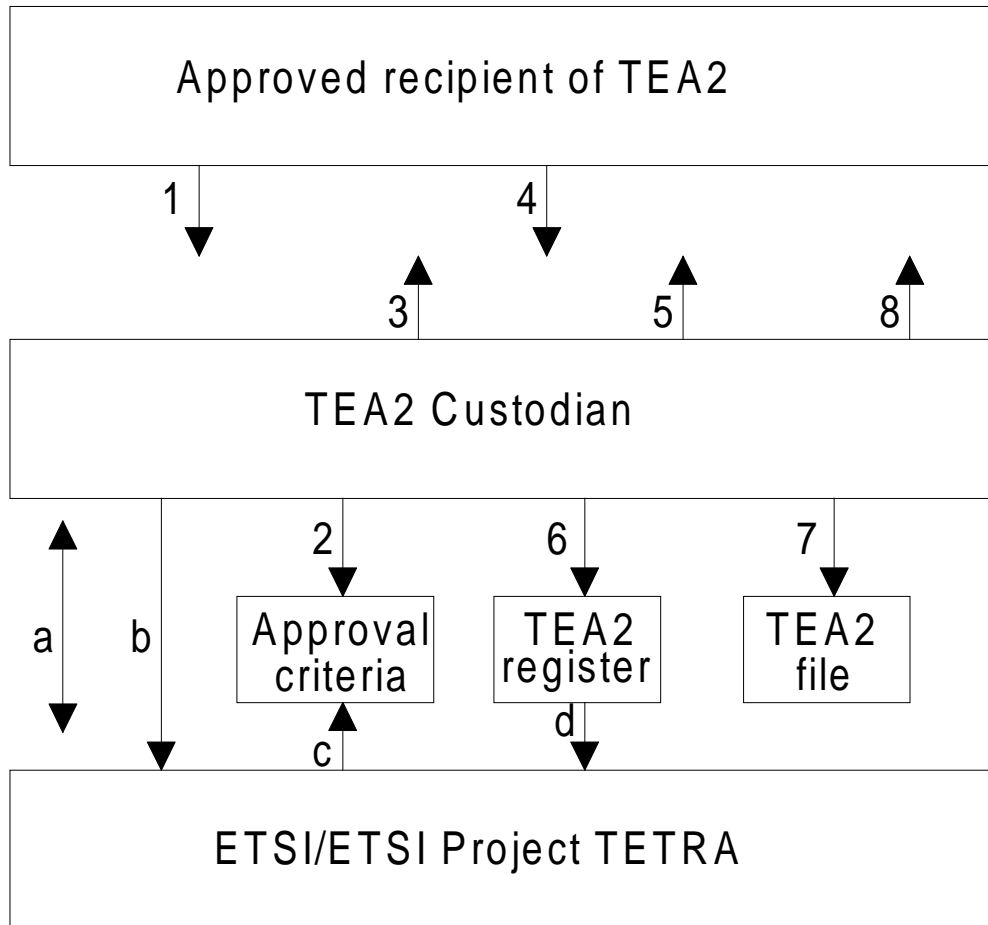 Approved recipient of TEA2
1 4
3 5 8
TEA2 Custodian
2 6 7
a b
Approval
criteria
TEA2
register
TEA2
file
c d
ETSI/ETSI Project TETRA